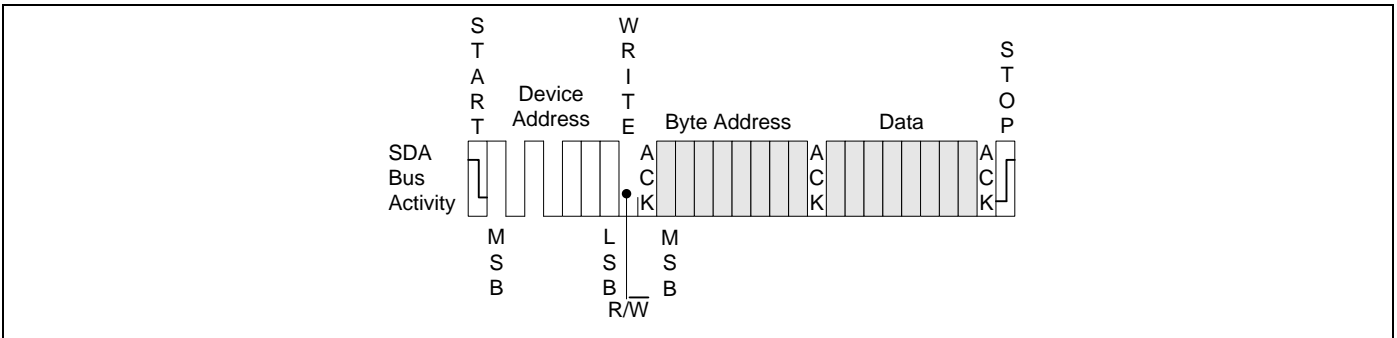 START
WRITE
STOP
Device
Address
Byte Address
Data
SDA
Bus
Activity
ACK
ACK
ACK
MSB
LSB
MSB
R/W̅